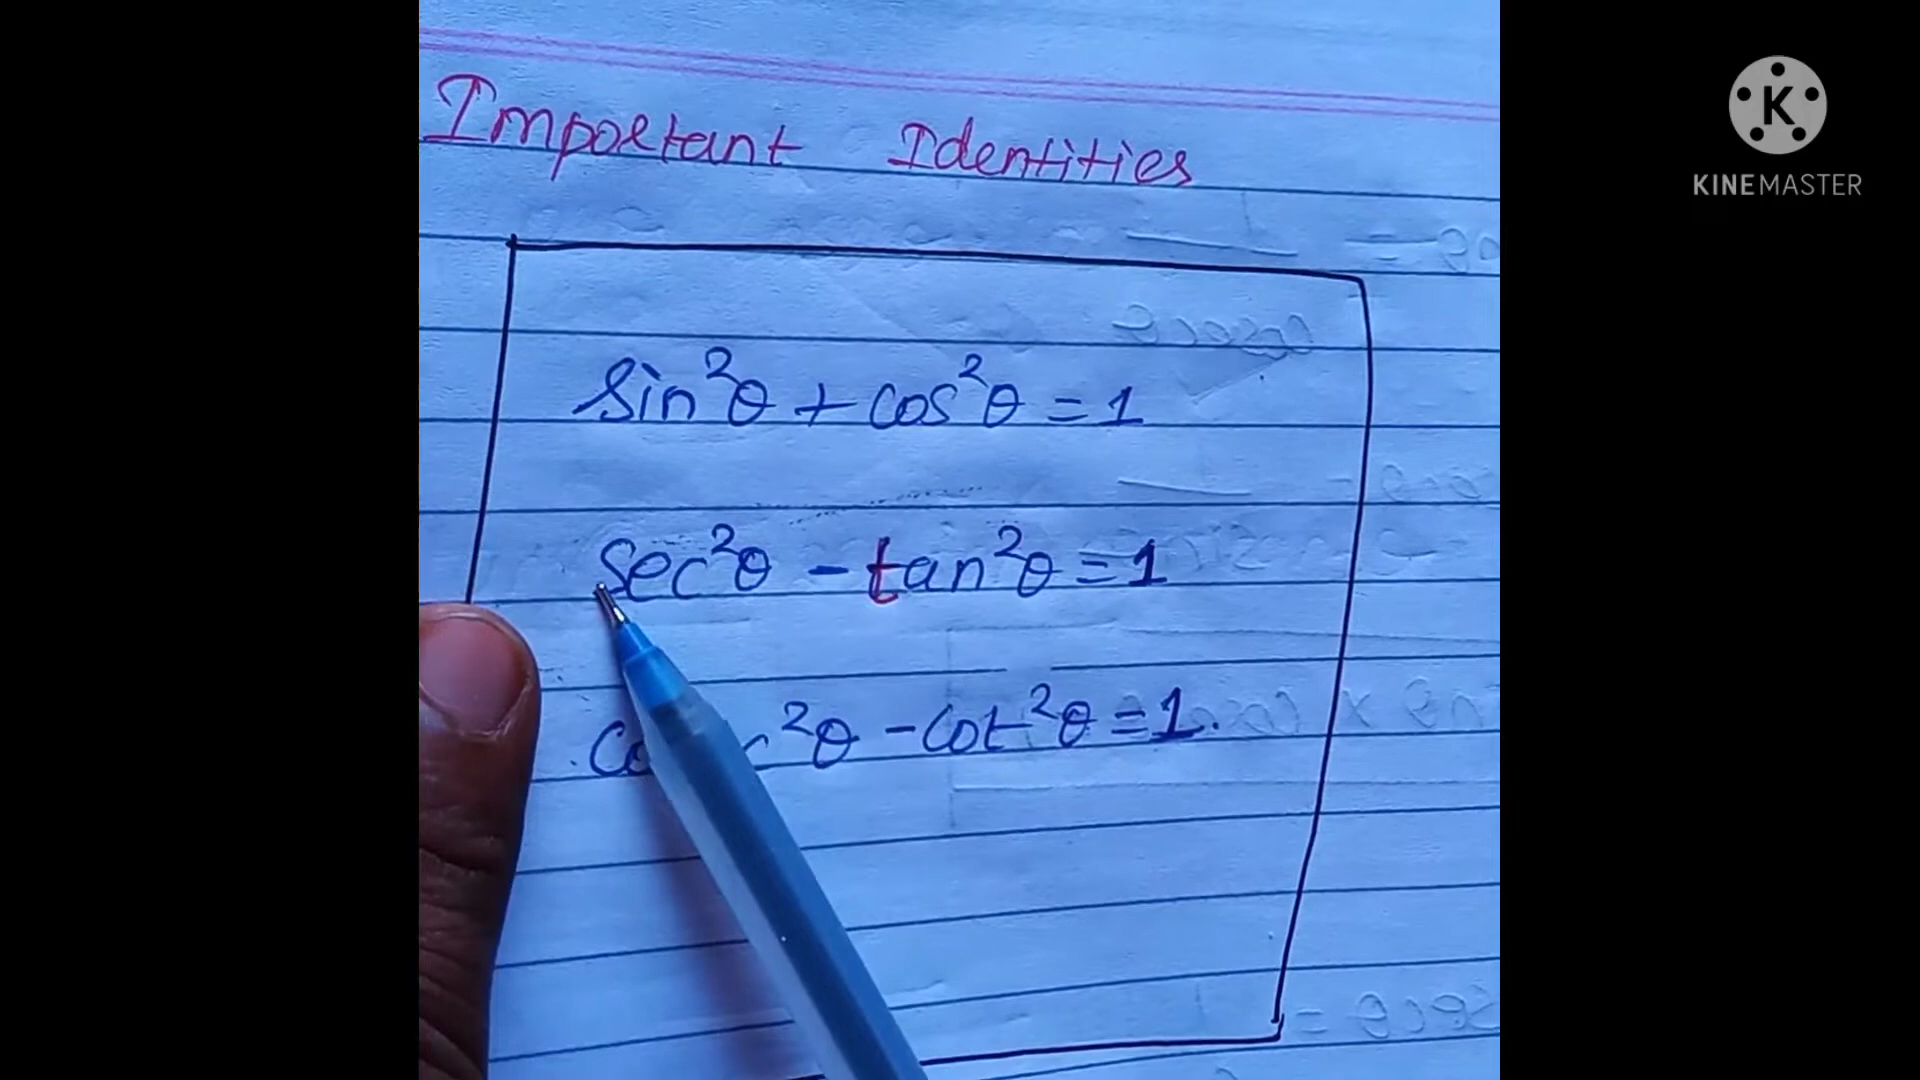 Important Identities
K
KINEMASTER
sin²θ + cos²θ = 1
sec²θ - tan²θ = 1
²θ - cot²θ = 1.